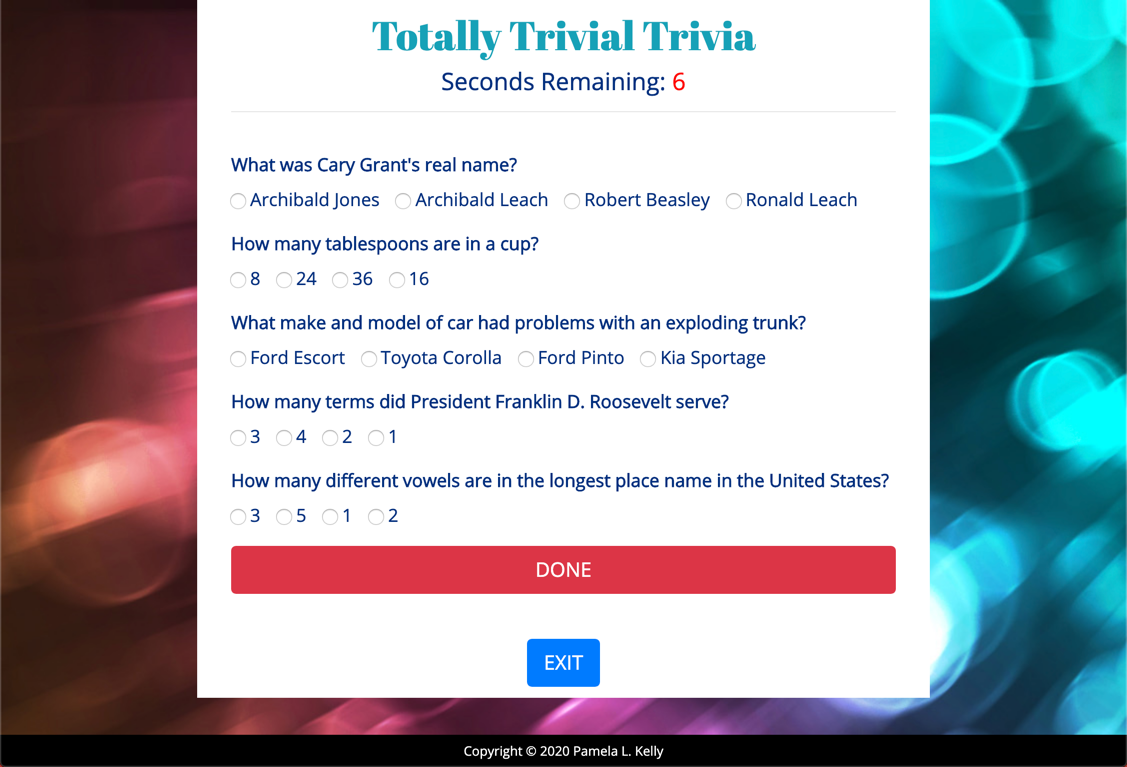 Totally Trivial Trivia
Seconds Remaining: 6
What was Cary Grant's real name?
Archibald Jones Archibald Leach Robert Beasley Ronald Leach
How many tablespoons are in a cup?
8 24 36 16
What make and model of car had problems with an exploding trunk?
Ford Escort Toyota Corolla Ford Pinto Kia Sportage
How many terms did President Franklin D. Roosevelt serve?
3 4 2 1
How many different vowels are in the longest place name in the United States?
3 5 1 2
DONE
EXIT
Copyright © 2020 Pamela L. Kelly